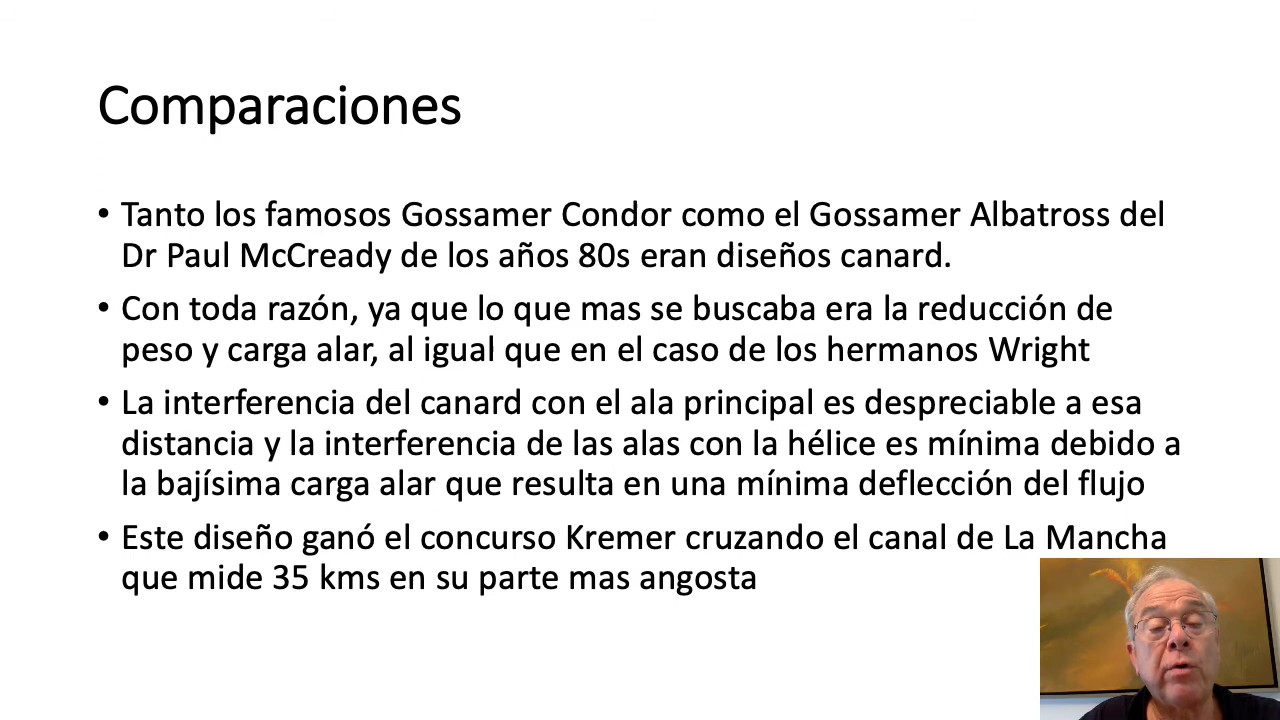 Comparaciones
• Tanto los famosos Gossamer Condor como el Gossamer Albatross del
Dr Paul McCready de los años 80s eran diseños canard.
• Con toda razón, ya que lo que mas se buscaba era la reducción de
peso y carga alar, al igual que en el caso de los hermanos Wright
• La interferencia del canard con el ala principal es despreciable a esa
distancia y la interferencia de las alas con la hélice es mínima debido a
la bajísima carga alar que resulta en una mínima deflección del flujo
• Este diseño ganó el concurso Kremer cruzando el canal de La Mancha
que mide 35 kms en su parte mas angosta